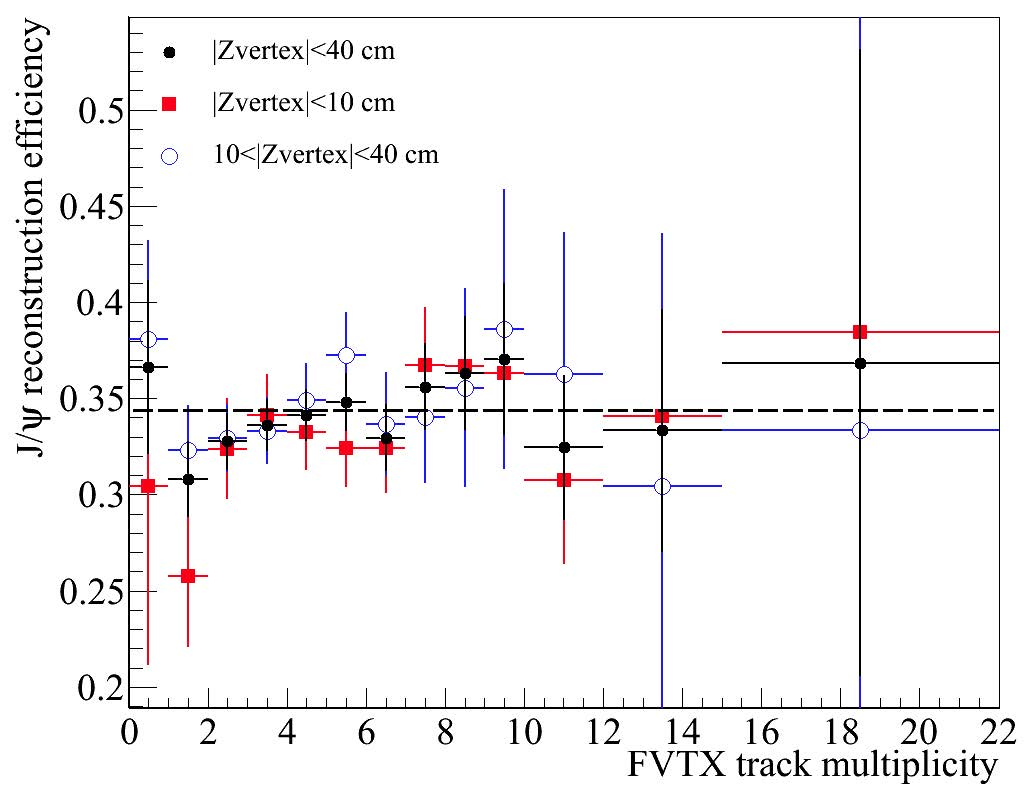 J/ψ reconstruction efficiency
|Zvertex|<40 cm
|Zvertex|<10 cm
10<|Zvertex|<40 cm
0.5
0.45
0.4
0.35
0.3
0.25
0.2
0 2 4 6 8 10 12 14 16 18 20 22
FVTX track multiplicity